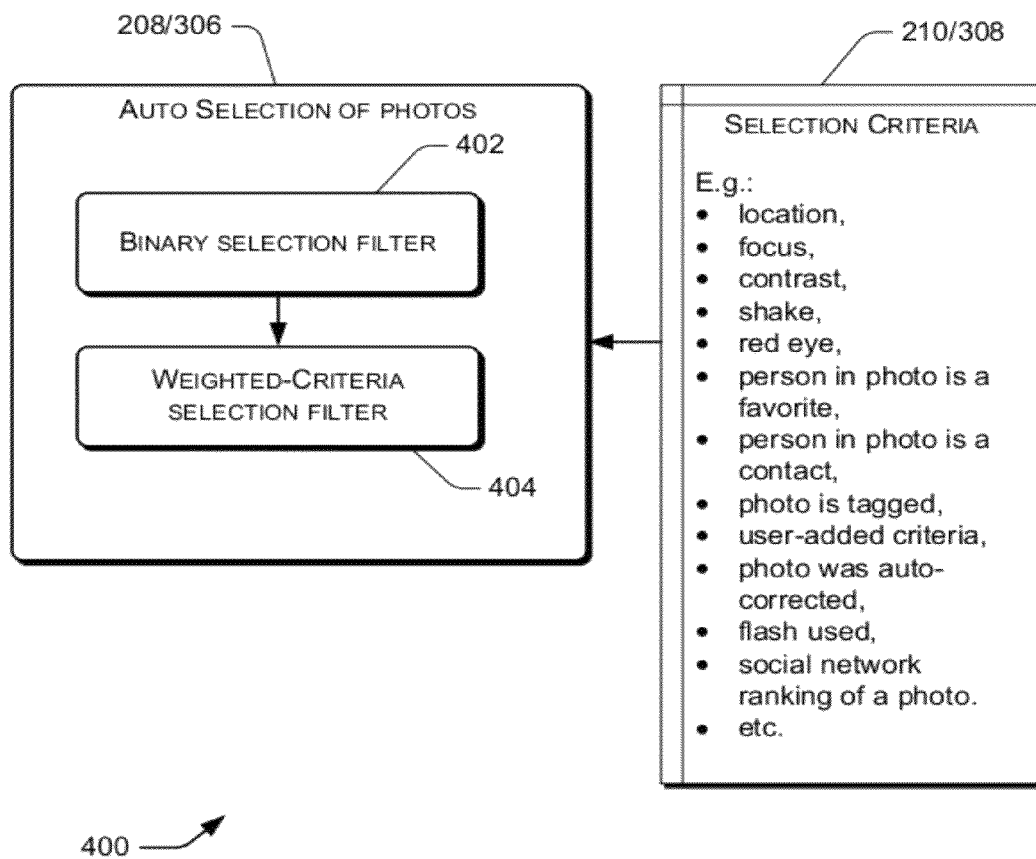 208/306
AUTO SELECTION OF PHOTOS
402
BINARY SELECTION FILTER
WEIGHTED-CRITERIA
SELECTION FILTER
404
210/308
SELECTION CRITERIA
E.g.:
• location,
• focus,
• contrast,
• shake,
• red eye,
• person in photo is a
favorite,
• person in photo is a
contact,
• photo is tagged,
• user-added criteria,
• photo was auto-
corrected,
• flash used,
• social network
ranking of a photo.
• etc.
400